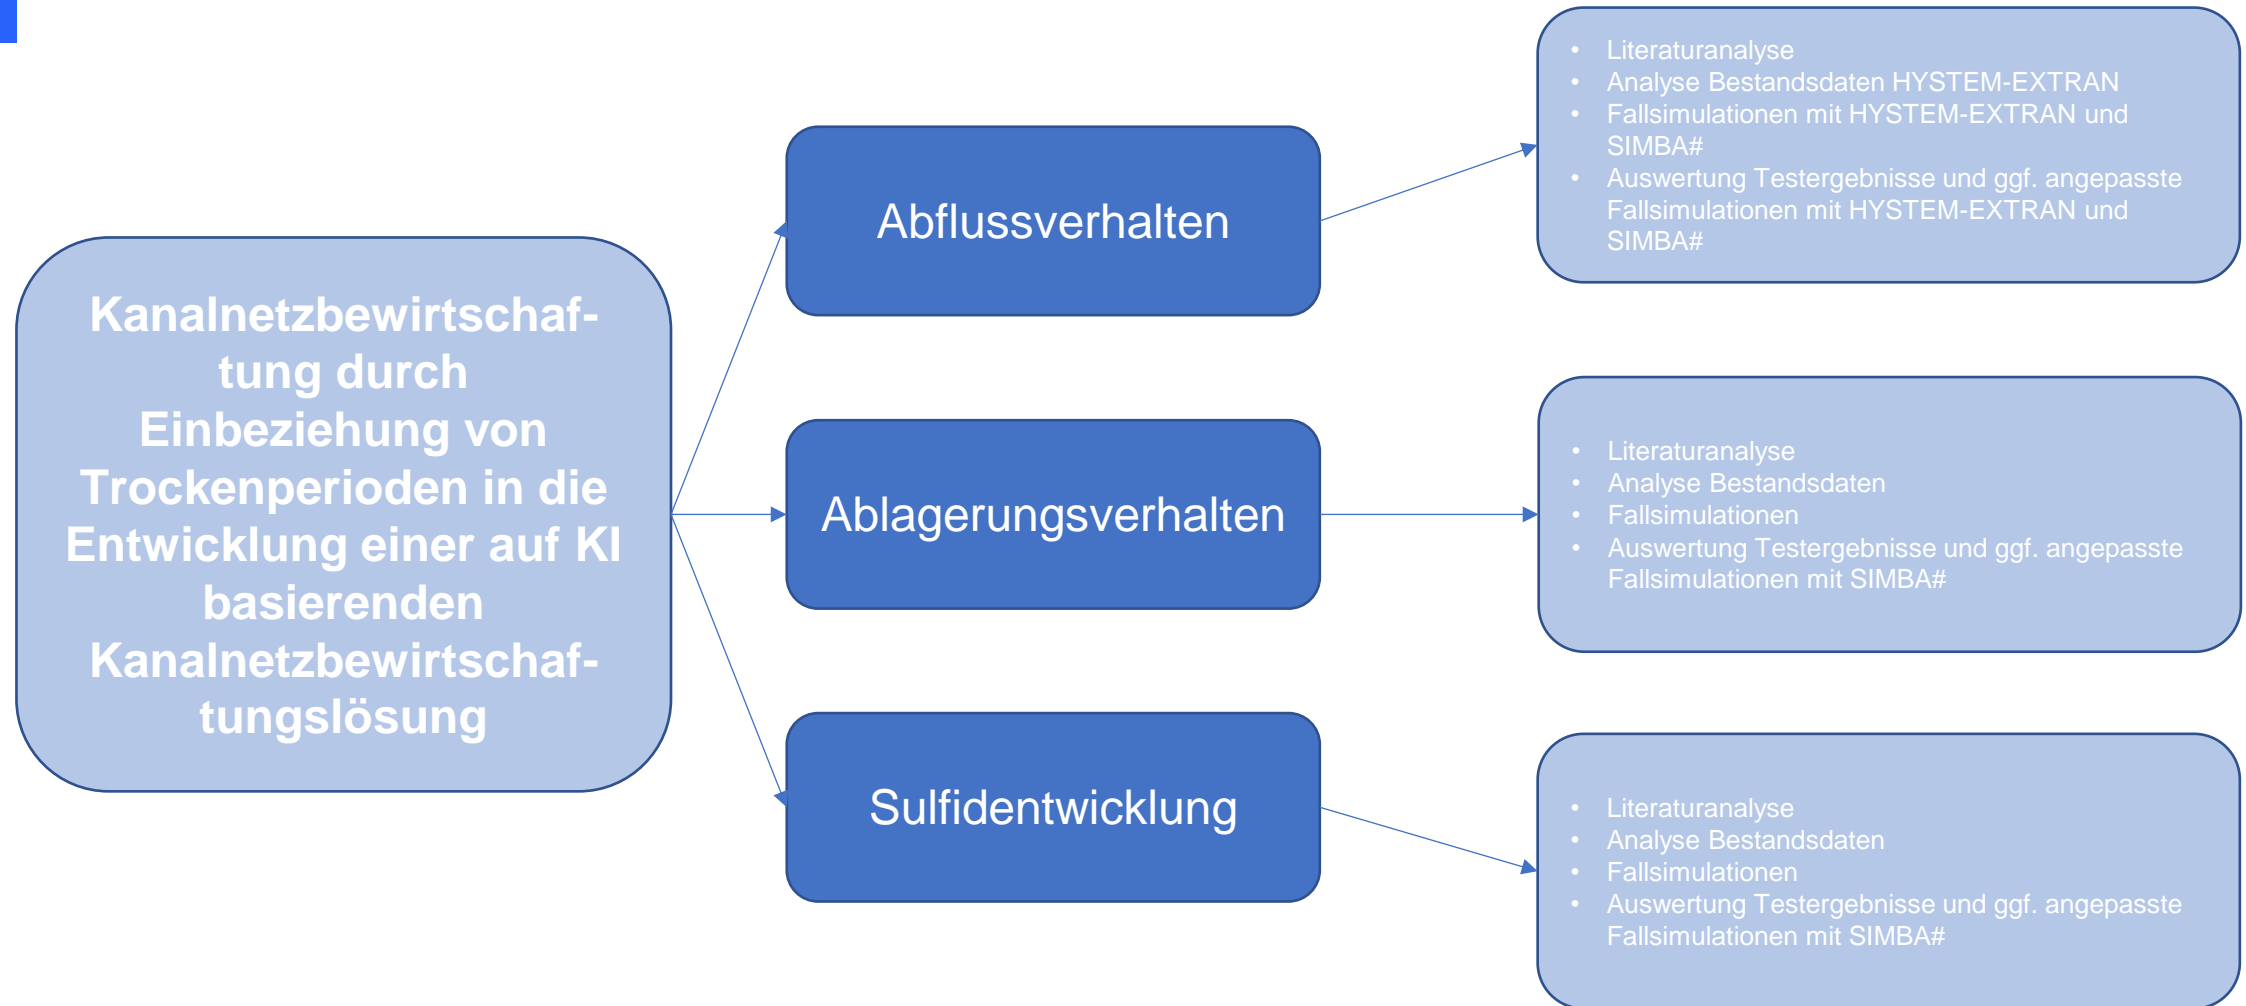 Kanalnetzbewirtschaf-
tung durch
Einbeziehung von
Trockenperioden in die
Entwicklung einer auf KI
basierenden
Kanalnetzbewirtschaf-
tungslösung
Abflussverhalten
• Literaturanalyse
• Analyse Bestandsdaten HYSTEM-EXTRAN
• Fallsimulationen mit HYSTEM-EXTRAN und
SIMBA#
• Auswertung Testergebnisse und ggf. angepasste
Fallsimulationen mit HYSTEM-EXTRAN und
SIMBA#
Ablagerungsverhalten
• Literaturanalyse
• Analyse Bestandsdaten
• Fallsimulationen
• Auswertung Testergebnisse und ggf. angepasste
Fallsimulationen mit SIMBA#
Sulfidentwicklung
• Literaturanalyse
• Analyse Bestandsdaten
• Fallsimulationen
• Auswertung Testergebnisse und ggf. angepasste
Fallsimulationen mit SIMBA#